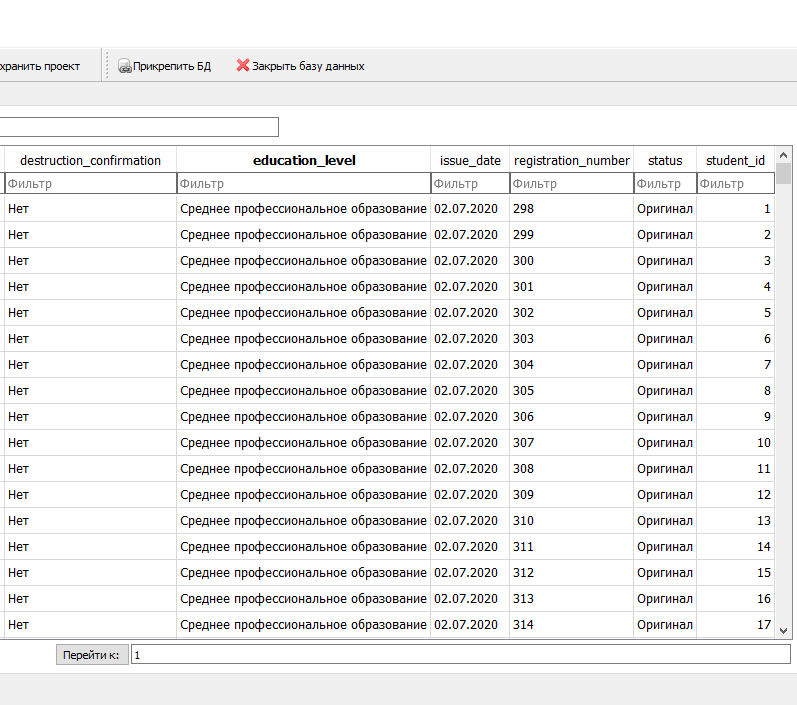 хранить проект Прикрепить БД Закрыть базу данных
destruction_confirmation education_level issue_date registration_number status student_id
Фильтр Фильтр Фильтр Фильтр Фильтр Фильтр
Нет Среднее профессиональное образование 02.07.2020 298 Оригинал 1
Нет Среднее профессиональное образование 02.07.2020 299 Оригинал 2
Нет Среднее профессиональное образование 02.07.2020 300 Оригинал 3
Нет Среднее профессиональное образование 02.07.2020 301 Оригинал 4
Нет Среднее профессиональное образование 02.07.2020 302 Оригинал 5
Нет Среднее профессиональное образование 02.07.2020 303 Оригинал 6
Нет Среднее профессиональное образование 02.07.2020 304 Оригинал 7
Нет Среднее профессиональное образование 02.07.2020 305 Оригинал 8
Нет Среднее профессиональное образование 02.07.2020 306 Оригинал 9
Нет Среднее профессиональное образование 02.07.2020 307 Оригинал 10
Нет Среднее профессиональное образование 02.07.2020 308 Оригинал 11
Нет Среднее профессиональное образование 02.07.2020 309 Оригинал 12
Нет Среднее профессиональное образование 02.07.2020 310 Оригинал 13
Нет Среднее профессиональное образование 02.07.2020 311 Оригинал 14
Нет Среднее профессиональное образование 02.07.2020 312 Оригинал 15
Нет Среднее профессиональное образование 02.07.2020 313 Оригинал 16
Нет Среднее профессиональное образование 02.07.2020 314 Оригинал 17
Перейти к: 1